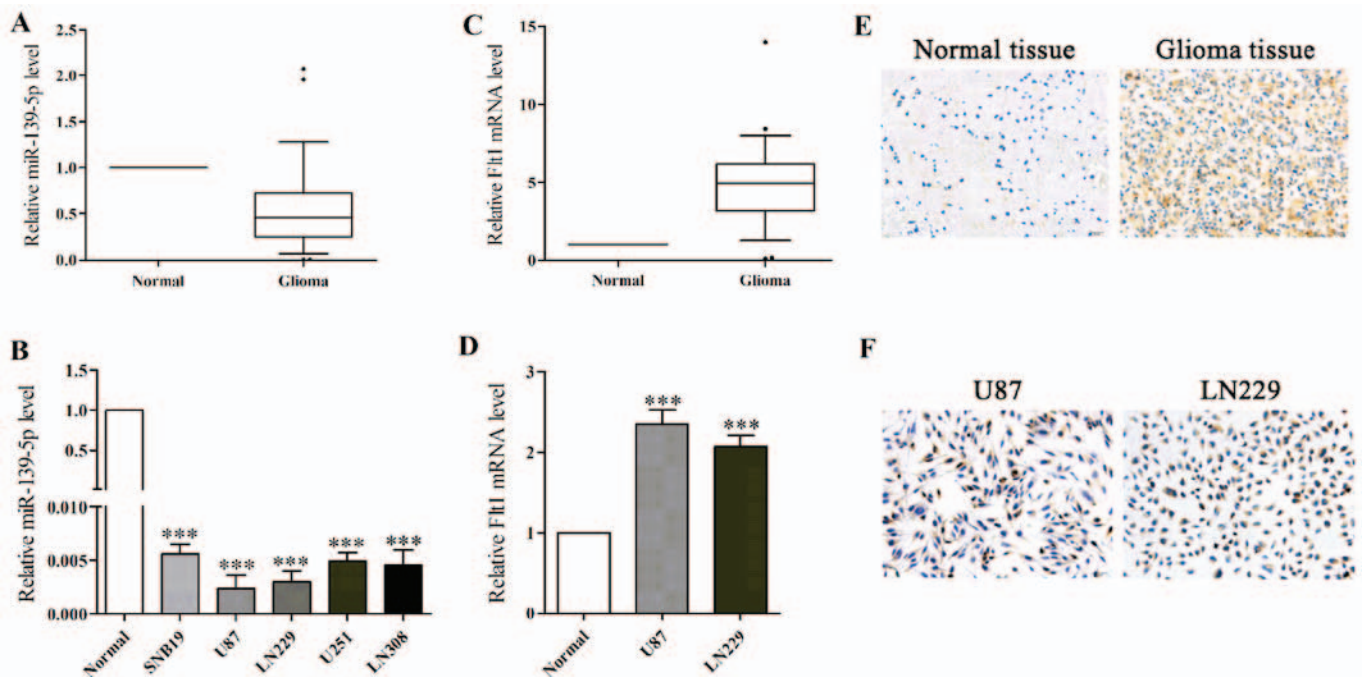 A
Relative miR-139-5p level
2.5
2.0
1.5
1.0
0.5
0.0
Normal
Glioma
C
Relative Flt1 mRNA level
15
10
5
0
Normal
Glioma
E
Normal tissue
Glioma tissue
B
Relative miR-139-5p level
1.5
1.0
0.5
0.010
0.005
0.000
***
***
***
***
***
Normal
SNB19
U87
LN229
U251
LN308
D
Relative Flt1 mRNA level
3
2
1
0
***
***
Normal
U87
LN229
F
U87
LN229